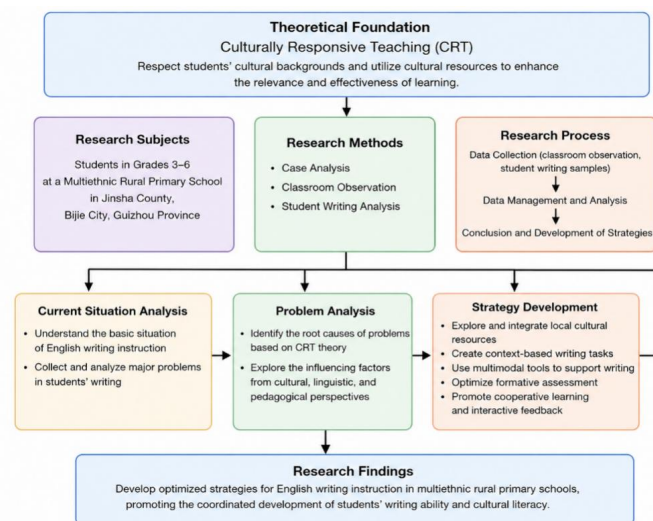 Theoretical Foundation
Culturally Responsive Teaching (CRT)
Respect students' cultural backgrounds and utilize cultural resources to enhance
the relevance and effectiveness of learning.
Research Subjects
Students in Grades 3–6
at a Multiethnic Rural Primary School
in Jinsha County,
Bijie City, Guizhou Province
Research Methods
• Case Analysis
• Classroom Observation
• Student Writing Analysis
Research Process
Data Collection (classroom observation,
student writing samples)
Data Management and Analysis
Conclusion and Development of Strategies
Current Situation Analysis
• Understand the basic situation
of English writing instruction
• Collect and analyze major problems
in students' writing
Problem Analysis
• Identify the root causes of problems
based on CRT theory
• Explore the influencing factors
from cultural, linguistic, and
pedagogical perspectives
Strategy Development
• Explore and integrate local cultural
resources
• Create context-based writing tasks
• Use multimodal tools to support writing
• Optimize formative assessment
• Promote cooperative learning
and interactive feedback
Research Findings
Develop optimized strategies for English writing instruction in multiethnic rural primary schools,
promoting the coordinated development of students' writing ability and cultural literacy.